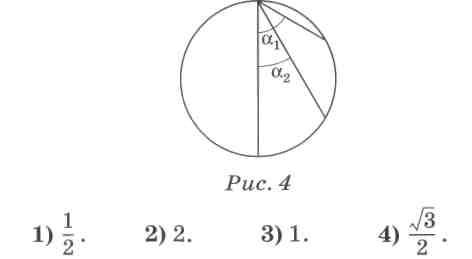 α₁
α₂
Рис. 4
1) 1/2 . 2) 2. 3) 1. 4) √3/2 .